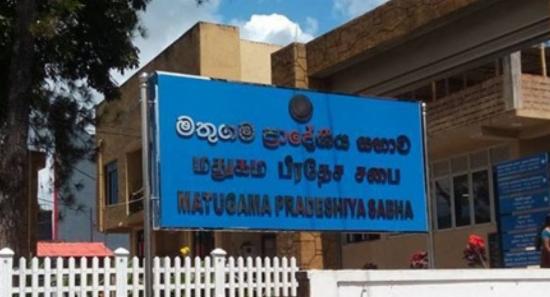 මතුගම ප්‍රාදේශීය සභාව
மதுகம பிரதேச சபை
MATUGAMA PRADESHIYA SABHA